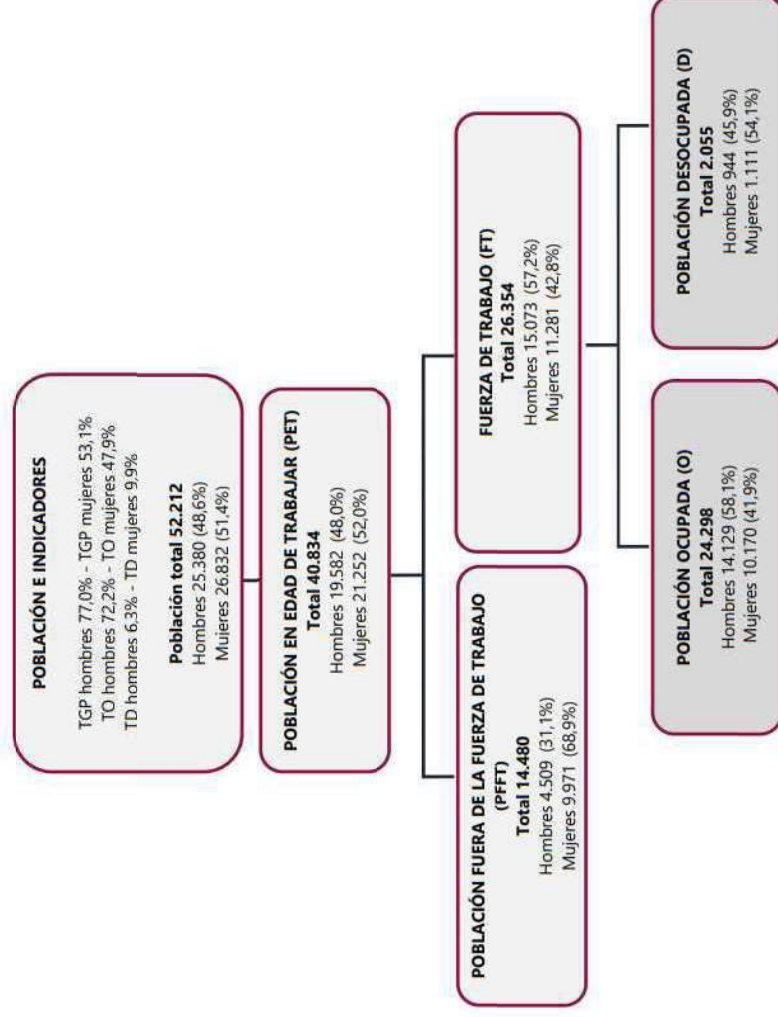 POBLACIÓN E INDICADORES
TGP hombres 77,0% - TGP mujeres 53,1%
TO hombres 72,2% - TO mujeres 47,9%
TD hombres 6,3% - TD mujeres 9,9%
Población total 52.212
Hombres 25.380 (48,6%)
Mujeres 26.832 (51,4%)
POBLACIÓN EN EDAD DE TRABAJAR (PET)
Total 40.834
Hombres 19.582 (48,0%)
Mujeres 21.252 (52,0%)
POBLACIÓN FUERA DE LA FUERZA DE TRABAJO
(PFFT)
Total 14.480
Hombres 4.509 (31,1%)
Mujeres 9.971 (68,9%)
FUERZA DE TRABAJO (FT)
Total 26.354
Hombres 15.073 (57,2%)
Mujeres 11.281 (42,8%)
POBLACIÓN OCUPADA (O)
Total 24.298
Hombres 14.129 (58,1%)
Mujeres 10.170 (41,9%)
POBLACIÓN DESOCUPADA (D)
Total 2.055
Hombres 944 (45,9%)
Mujeres 1.111 (54,1%)